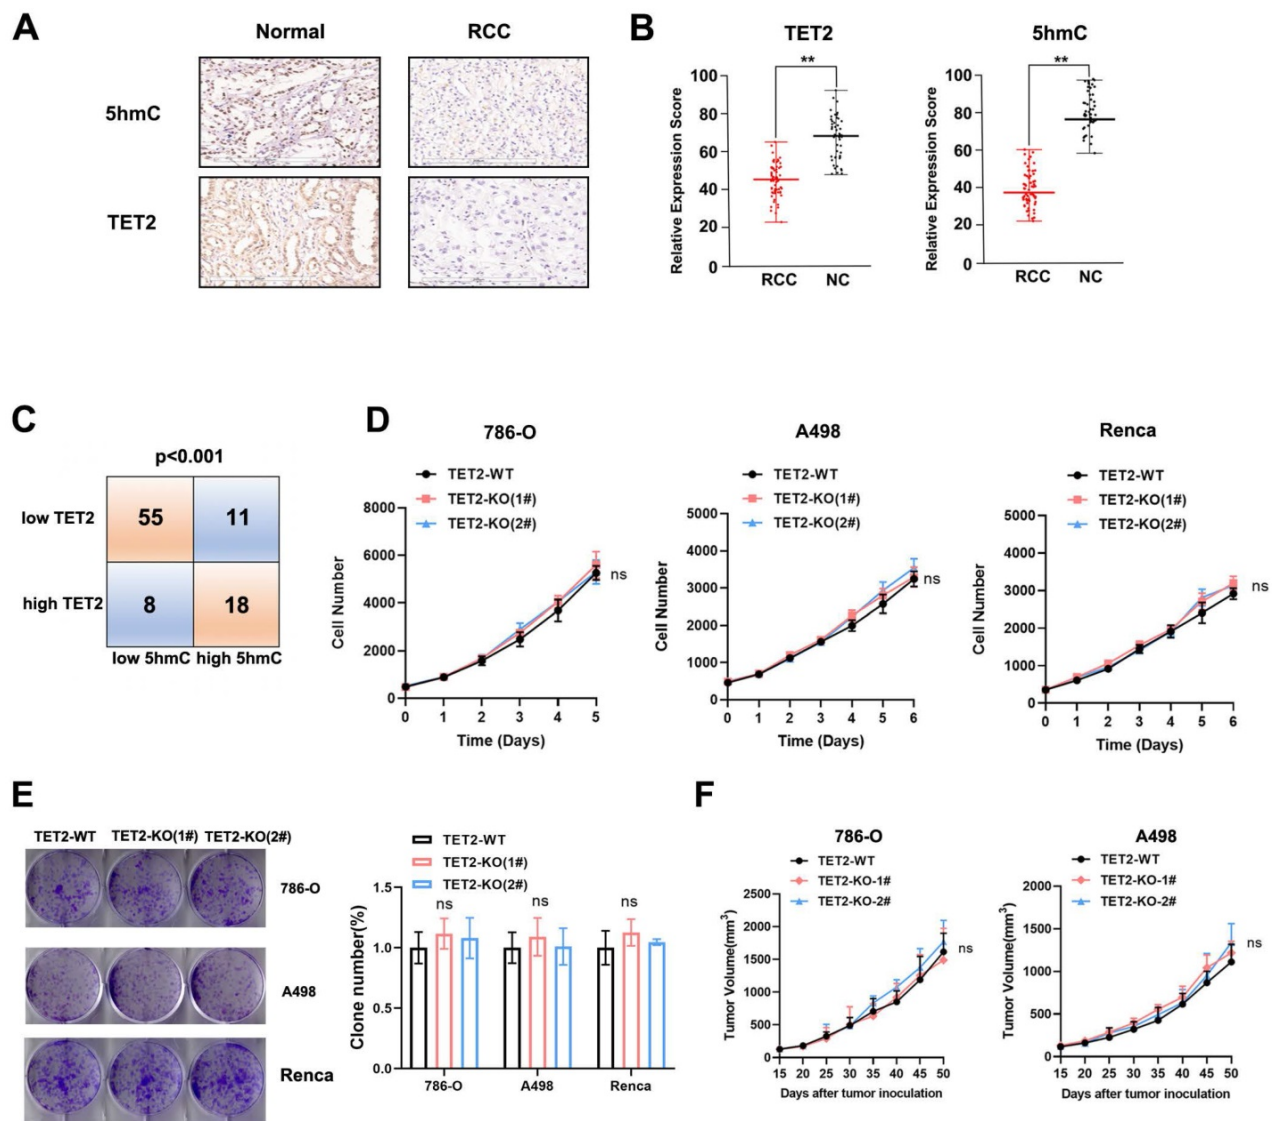 A
Normal
RCC
5hmC
TET2
B
TET2
**
Relative Expression Score
100
80
60
40
20
0
RCC
NC
5hmC
**
Relative Expression Score
100
80
60
40
20
0
RCC
NC
C
p<0.001
low TET2
55
11
high TET2
8
18
low 5hmC
high 5hmC
D
786-O
TET2-WT
TET2-KO(1#)
TET2-KO(2#)
Cell Number
8000
6000
4000
2000
0
ns
0 1 2 3 4 5
Time (Days)
A498
TET2-WT
TET2-KO(1#)
TET2-KO(2#)
Cell Number
5000
4000
3000
2000
1000
0
ns
0 1 2 3 4 5 6
Time (Days)
Renca
TET2-WT
TET2-KO(1#)
TET2-KO(2#)
Cell Number
5000
4000
3000
2000
1000
0
ns
0 1 2 3 4 5 6
Time (Days)
E
TET2-WT
TET2-KO(1#)
TET2-KO(2#)
786-O
A498
Renca
TET2-WT
TET2-KO(1#)
TET2-KO(2#)
Clone number(%)
1.5
1.0
0.5
0.0
ns
ns
ns
786-O
A498
Renca
F
786-O
TET2-WT
TET2-KO-1#
TET2-KO-2#
Tumor Volume(mm³)
2500
2000
1500
1000
500
0
ns
15 20 25 30 35 40 45 50
Days after tumor inoculation
A498
TET2-WT
TET2-KO-1#
TET2-KO-2#
Tumor Volume(mm³)
2000
1500
1000
500
0
ns
15 20 25 30 35 40 45 50
Days after tumor inoculation